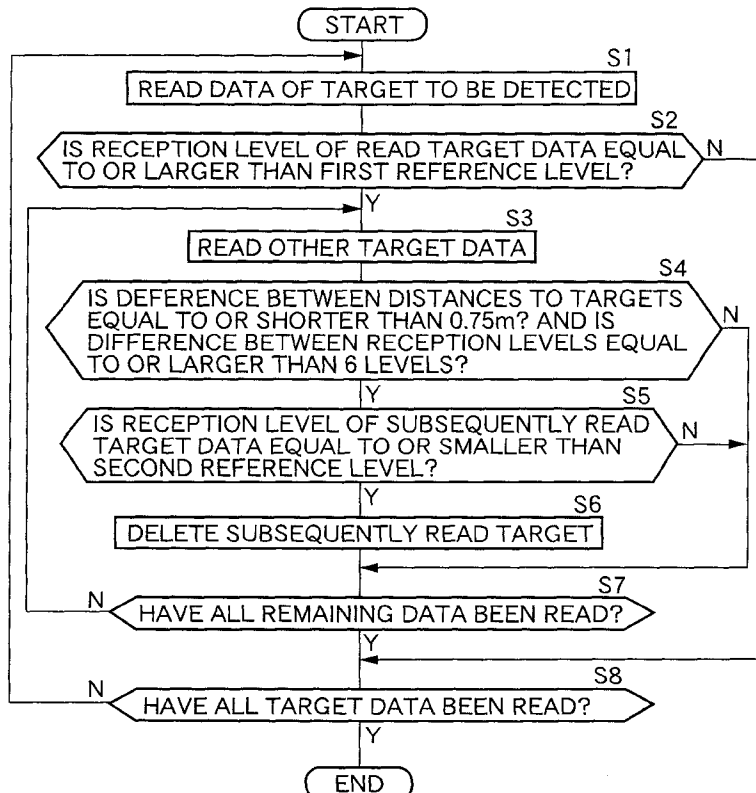 START
S1
READ DATA OF TARGET TO BE DETECTED
S2
IS RECEPTION LEVEL OF READ TARGET DATA EQUAL
TO OR LARGER THAN FIRST REFERENCE LEVEL?
N
Y
S3
READ OTHER TARGET DATA
S4
IS DEFERENCE BETWEEN DISTANCES TO TARGETS
EQUAL TO OR SHORTER THAN 0.75m? AND IS
DIFFERENCE BETWEEN RECEPTION LEVELS EQUAL
TO OR LARGER THAN 6 LEVELS?
N
Y
S5
IS RECEPTION LEVEL OF SUBSEQUENTLY READ
TARGET DATA EQUAL TO OR SMALLER THAN
SECOND REFERENCE LEVEL?
N
Y
S6
DELETE SUBSEQUENTLY READ TARGET
S7
N
HAVE ALL REMAINING DATA BEEN READ?
Y
S8
N
HAVE ALL TARGET DATA BEEN READ?
Y
END